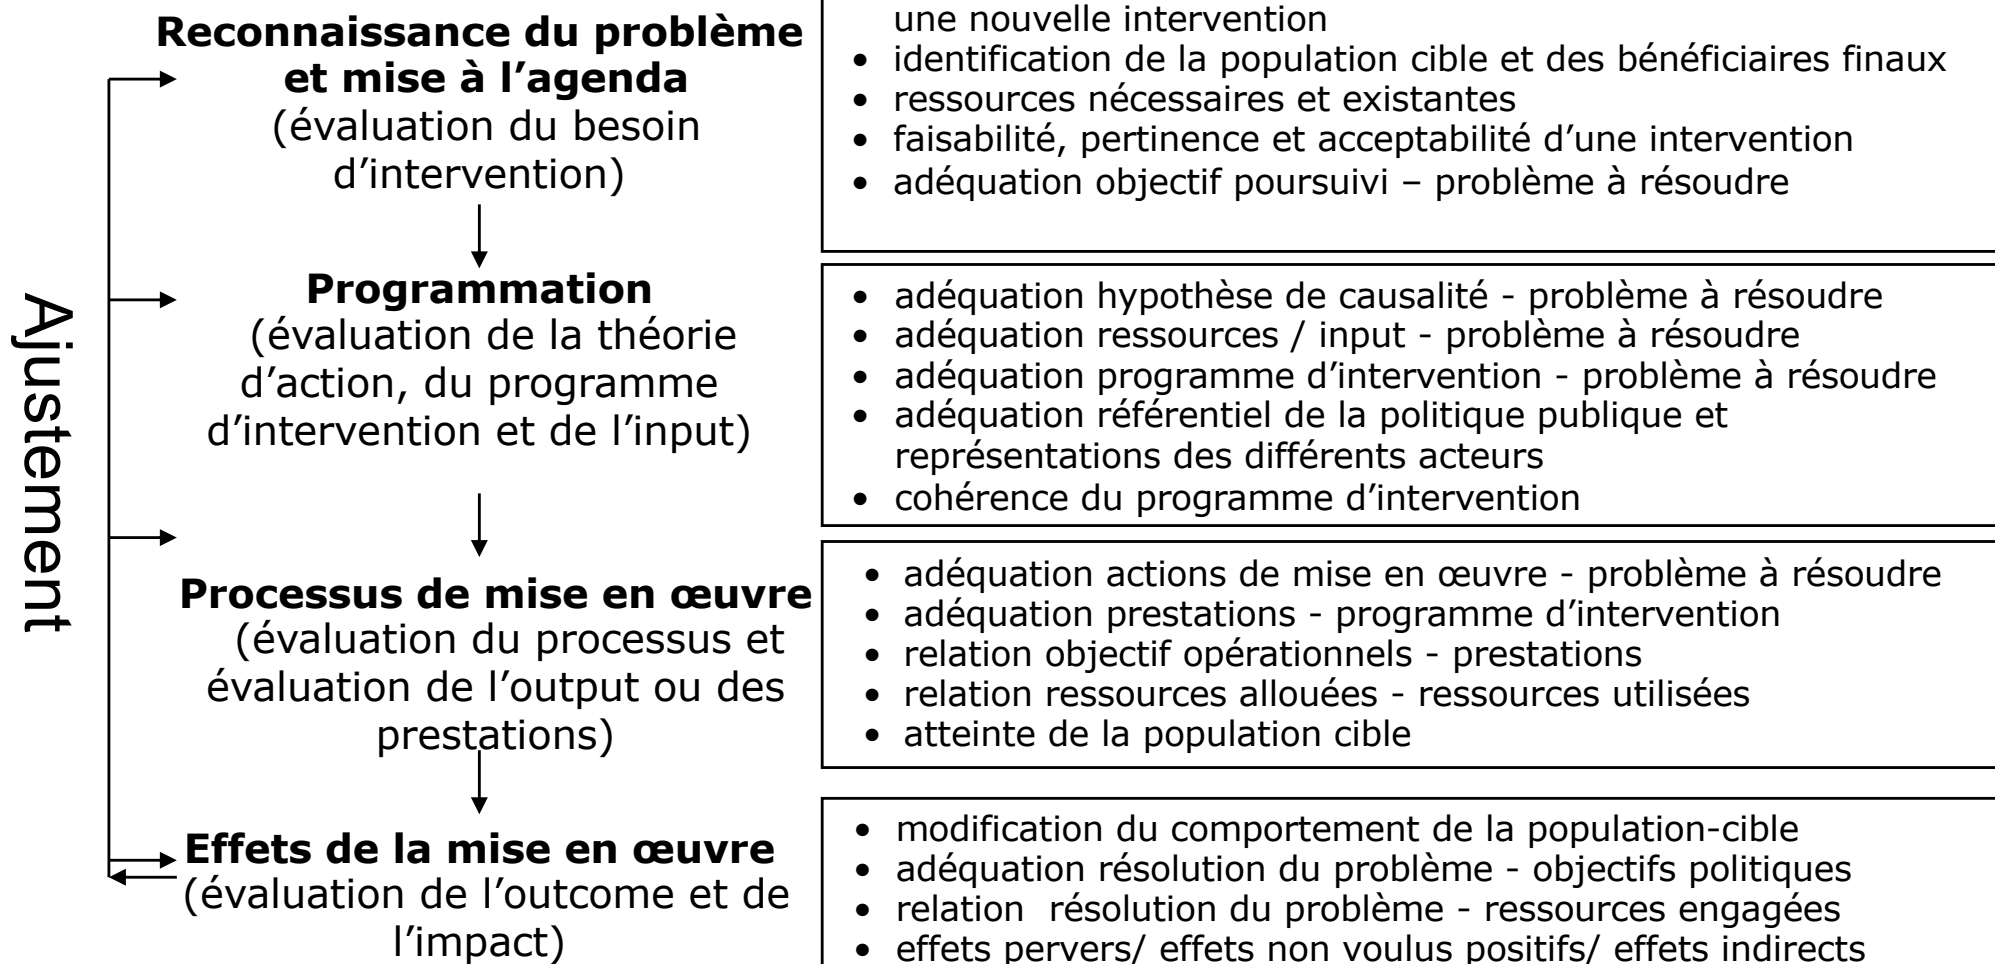 Ajustement
Reconnaissance du problème
et mise à l’agenda
(évaluation du besoin
d’intervention)
une nouvelle intervention
• identification de la population cible et des bénéficiaires finaux
• ressources nécessaires et existantes
• faisabilité, pertinence et acceptabilité d’une intervention
• adéquation objectif poursuivi – problème à résoudre
Programmation
(évaluation de la théorie
d’action, du programme
d’intervention et de l’input)
• adéquation hypothèse de causalité - problème à résoudre
• adéquation ressources / input - problème à résoudre
• adéquation programme d’intervention - problème à résoudre
• adéquation référentiel de la politique publique et
représentations des différents acteurs
• cohérence du programme d’intervention
Processus de mise en œuvre
(évaluation du processus et
évaluation de l’output ou des
prestations)
• adéquation actions de mise en œuvre - problème à résoudre
• adéquation prestations - programme d’intervention
• relation objectif opérationnels - prestations
• relation ressources allouées - ressources utilisées
• atteinte de la population cible
Effets de la mise en œuvre
(évaluation de l’outcome et de
l’impact)
• modification du comportement de la population-cible
• adéquation résolution du problème - objectifs politiques
• relation  résolution du problème - ressources engagées
• effets pervers/ effets non voulus positifs/ effets indirects